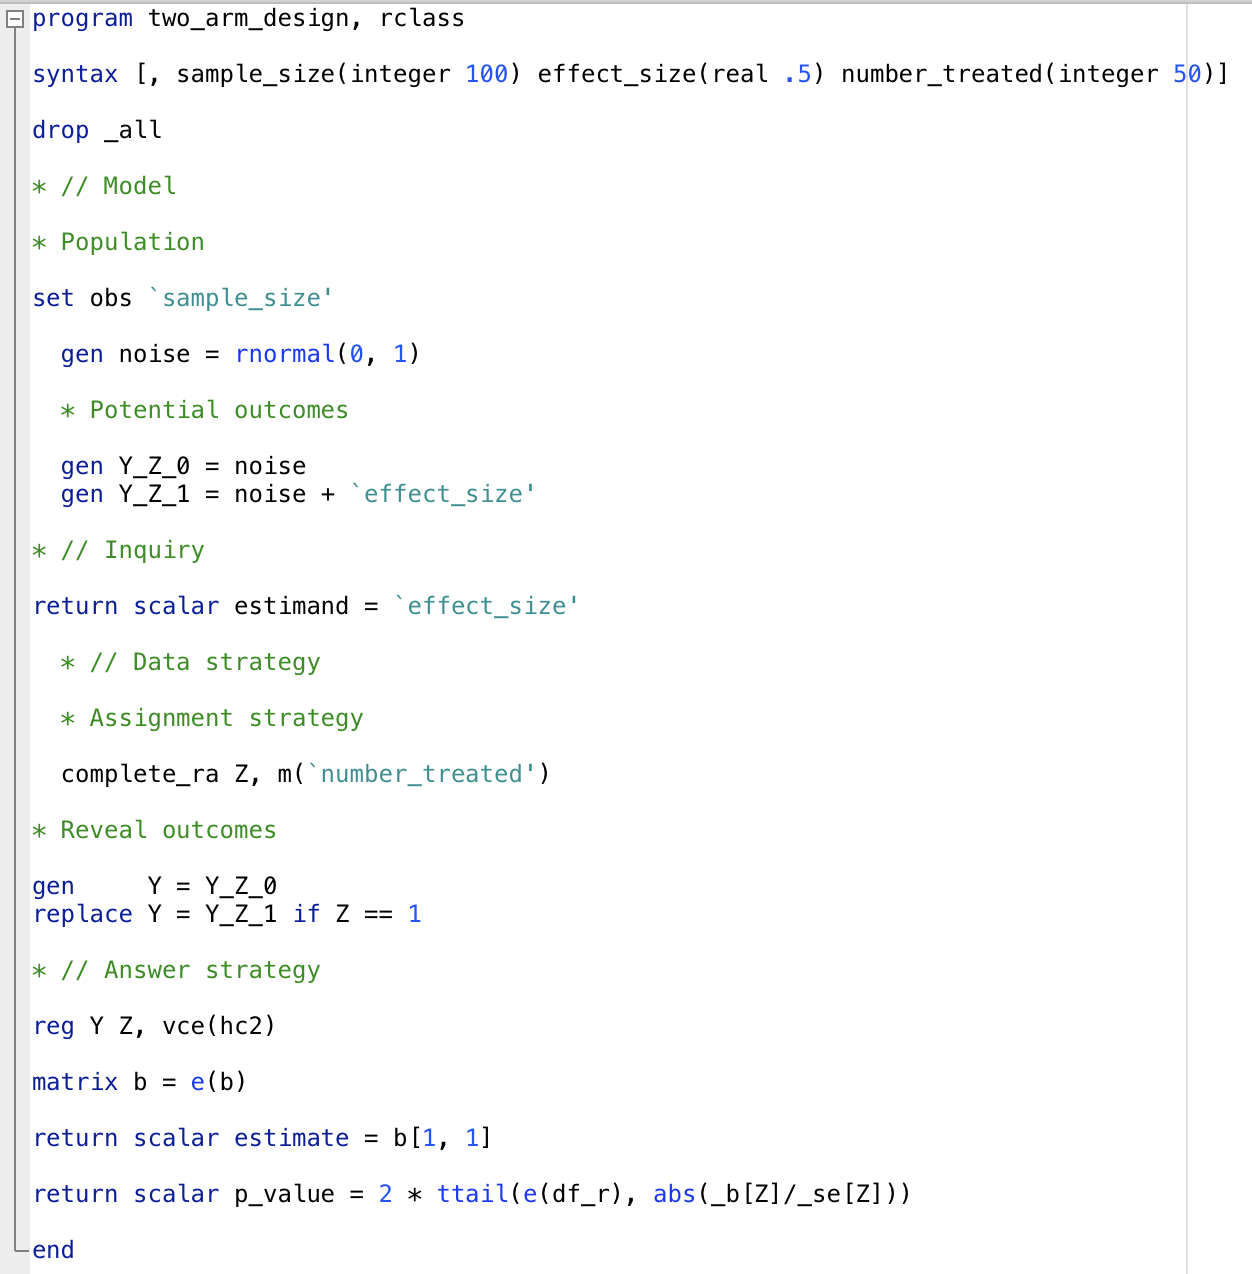 program two_arm_design, rclass
syntax [, sample_size(integer 100) effect_size(real .5) number_treated(integer 50)]
drop _all
* // Model
* Population
set obs `sample_size'
gen noise = rnormal(0, 1)
* Potential outcomes
gen Y_Z_0 = noise
gen Y_Z_1 = noise + `effect_size'
* // Inquiry
return scalar estimand = `effect_size'
* // Data strategy
* Assignment strategy
complete_ra Z, m(`number_treated')
* Reveal outcomes
gen     Y = Y_Z_0
replace Y = Y_Z_1 if Z == 1
* // Answer strategy
reg Y Z, vce(hc2)
matrix b = e(b)
return scalar estimate = b[1, 1]
return scalar p_value = 2 * ttail(e(df_r), abs(_b[Z]/_se[Z]))
end